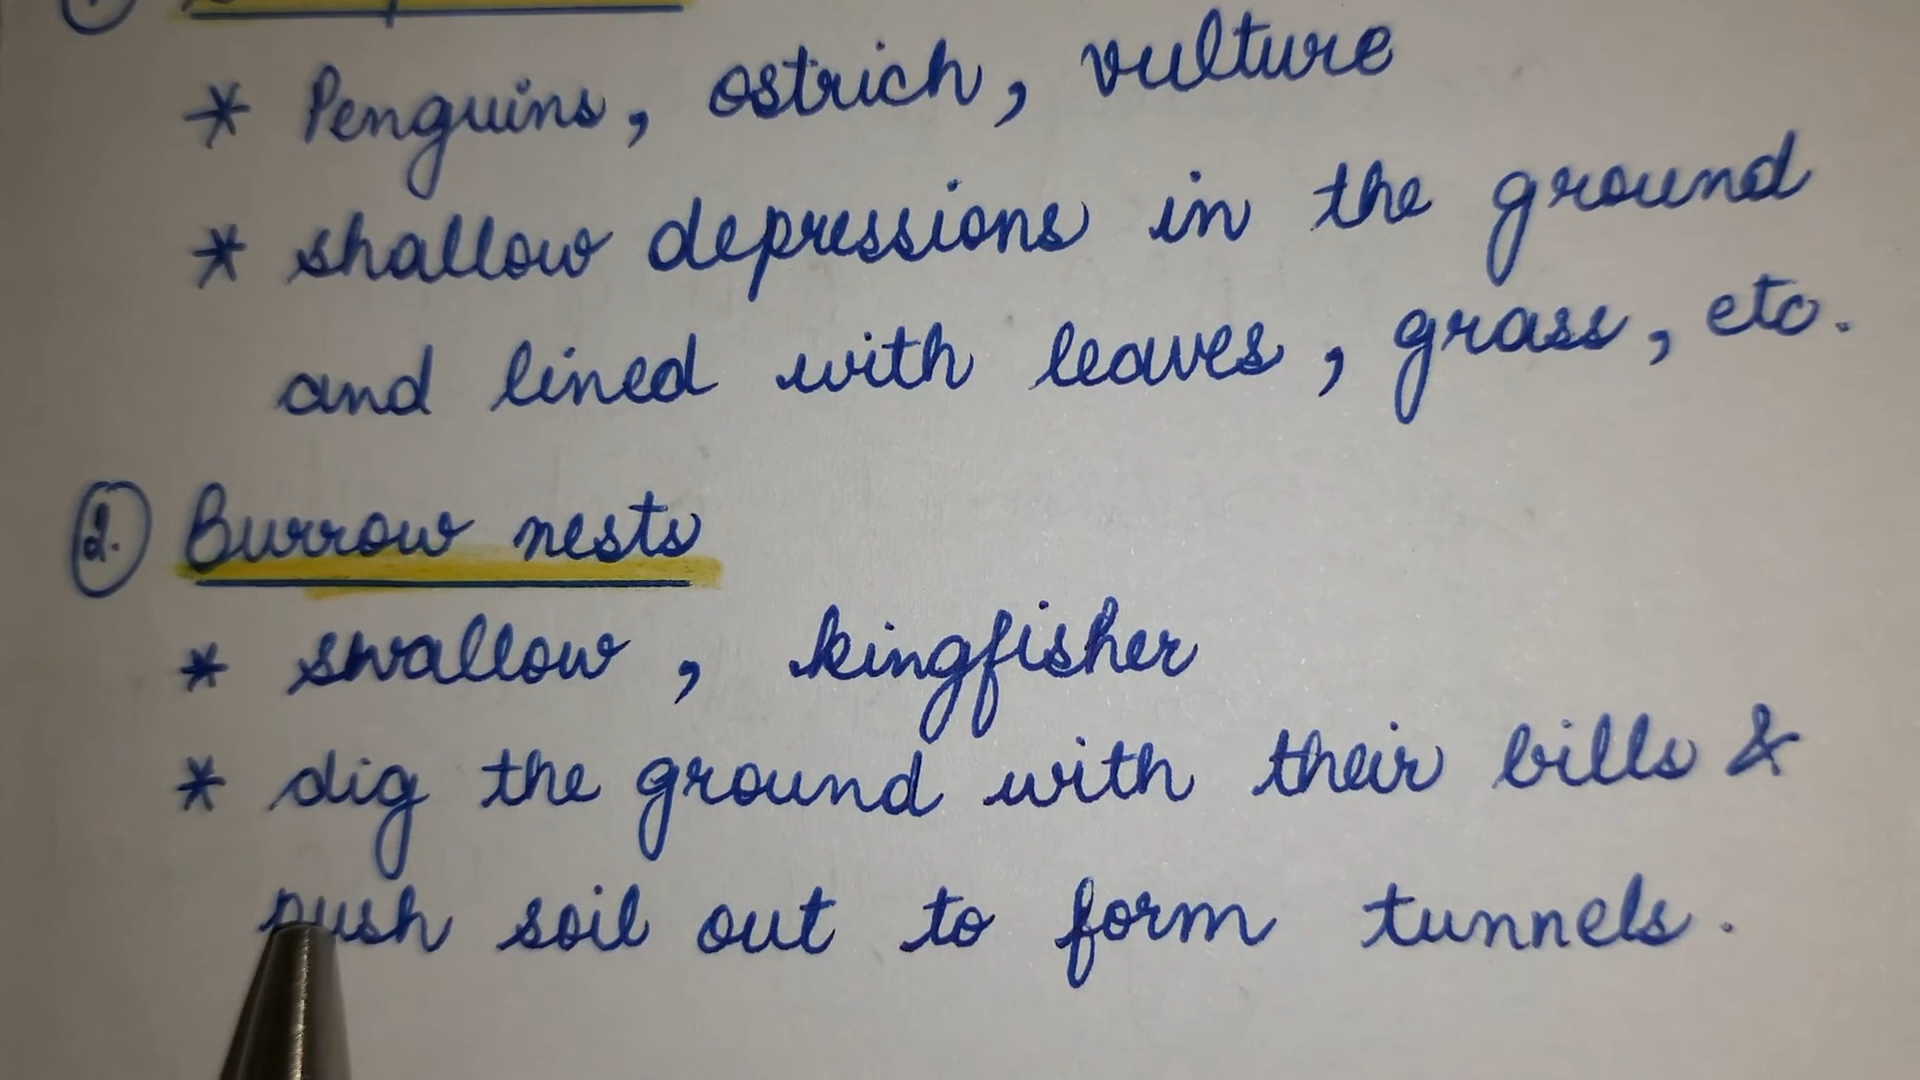 * Penguins, ostrich, vulture
* shallow depressions in the ground
and lined with leaves, grass, etc.
2. Burrow nests
* swallow, kingfisher
* dig the ground with their bills &
push soil out to form tunnels.